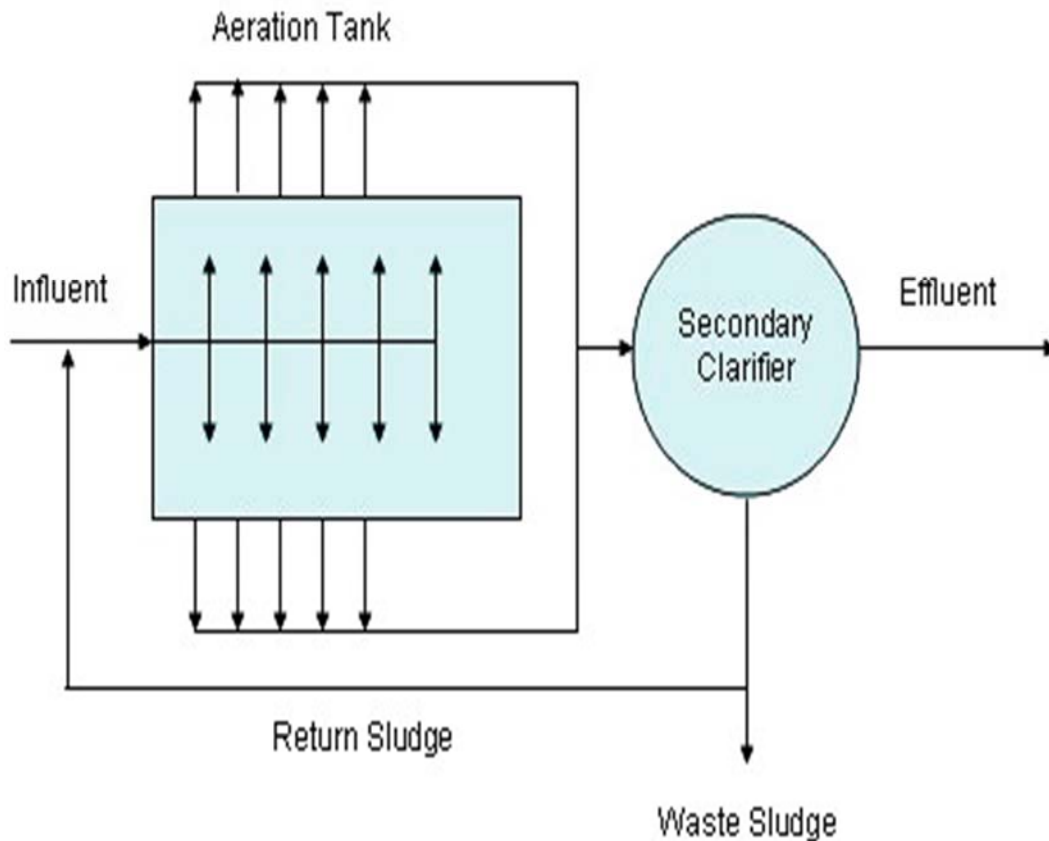 Aeration Tank
Influent
Secondary
Clarifier
Effluent
Return Sludge
Waste Sludge